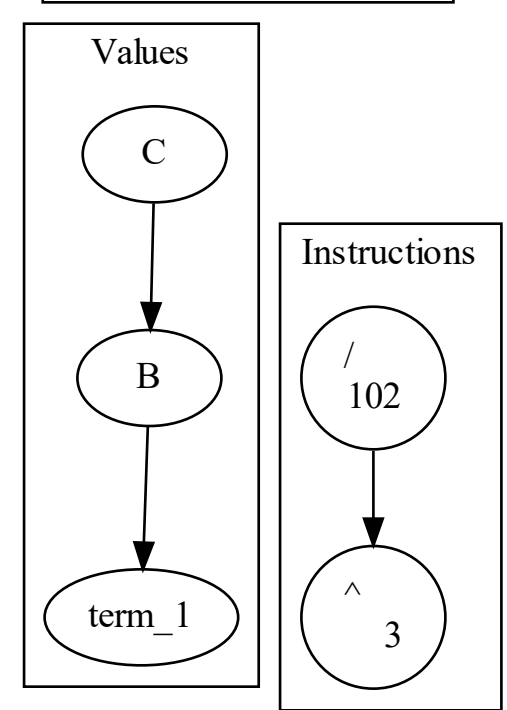 Values
C
B
term_1
Instructions
/
102
^
3